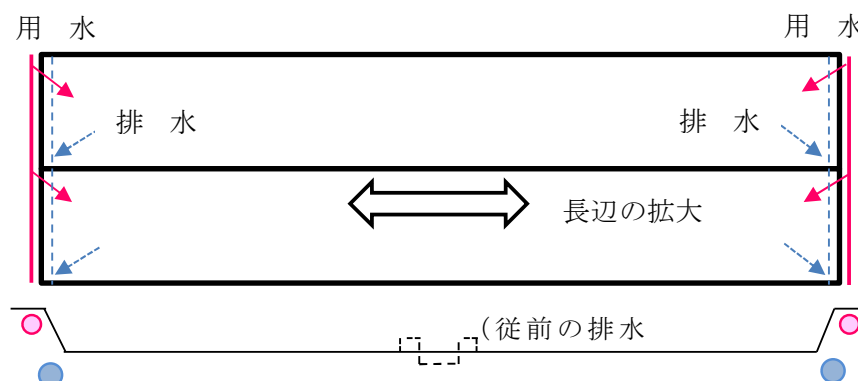 用　水
用　水
排　水
排　水
長辺の拡大
（従前の排水